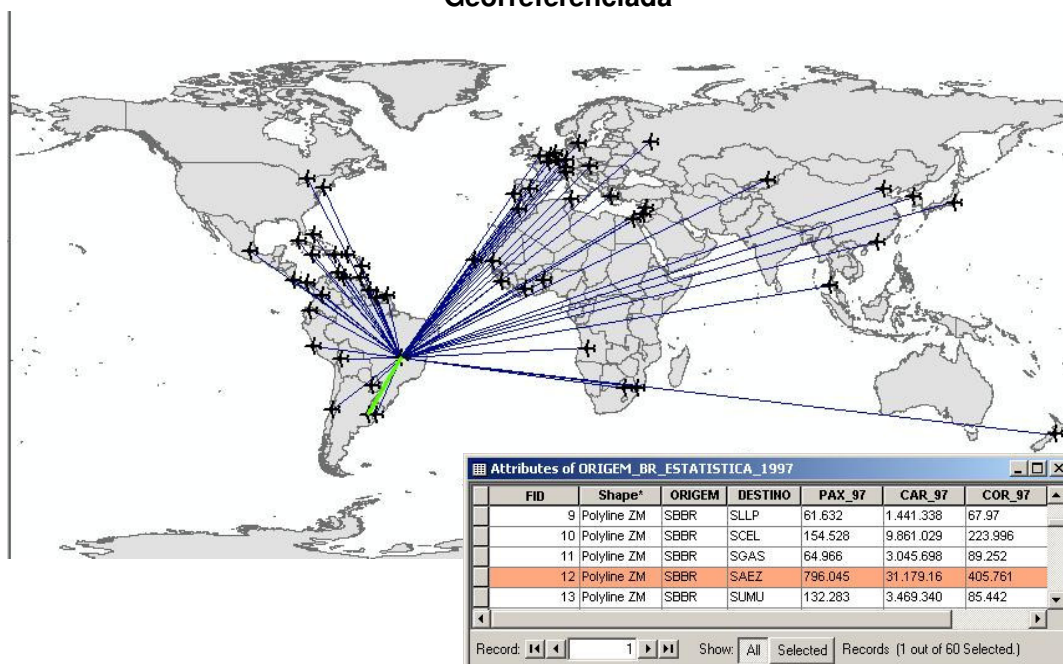 Georreferenciada
Attributes of ORIGEM_BR_ESTATISTICA_1997
FID Shape* ORIGEM DESTINO PAX_97 CAR_97 COR_97
9 Polyline ZM SBBR SLLP 61.632 1.441.338 67.97
10 Polyline ZM SBBR SCEL 154.528 9.861.029 223.996
11 Polyline ZM SBBR SGAS 64.966 3.045.698 89.252
12 Polyline ZM SBBR SAEZ 796.045 31.179.16 405.761
13 Polyline ZM SBBR SUMU 132.283 3.469.340 85.442
Record: 1 Show: All Selected Records (1 out of 60 Selected.)